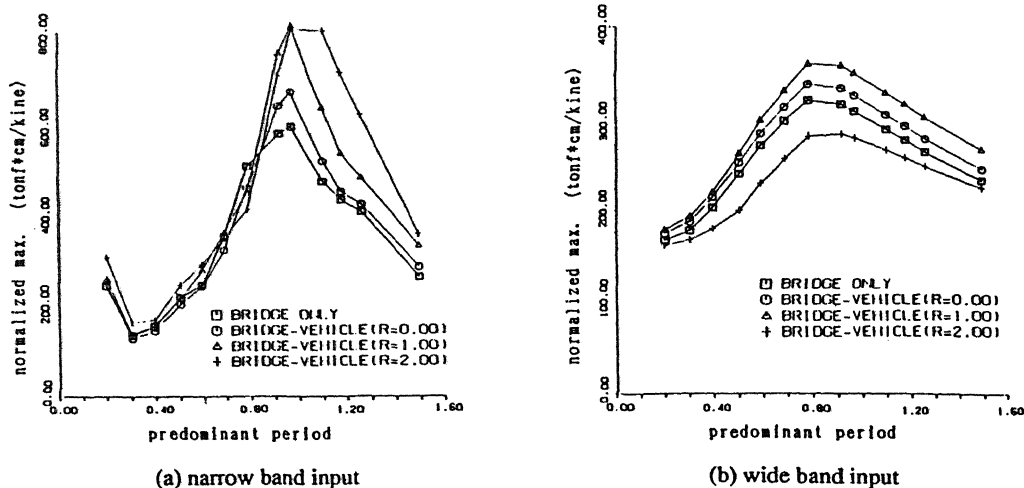 normalized max. (tonf*cm/kine)
800.00
600.00
400.00
200.00
0.00
0.00 0.40 0.80 1.20 1.60
predominant period
BRIDGE ONLY
BRIDGE-VEHICLE(R=0.00)
BRIDGE-VEHICLE(R=1.00)
BRIDGE-VEHICLE(R=2.00)
(a) narrow band input
normalized max. (tonf*cm/kine)
400.00
300.00
200.00
100.00
0.00
0.00 0.40 0.80 1.20 1.60
predominant period
BRIDGE ONLY
BRIDGE-VEHICLE(R=0.00)
BRIDGE-VEHICLE(R=1.00)
BRIDGE-VEHICLE(R=2.00)
(b) wide band input